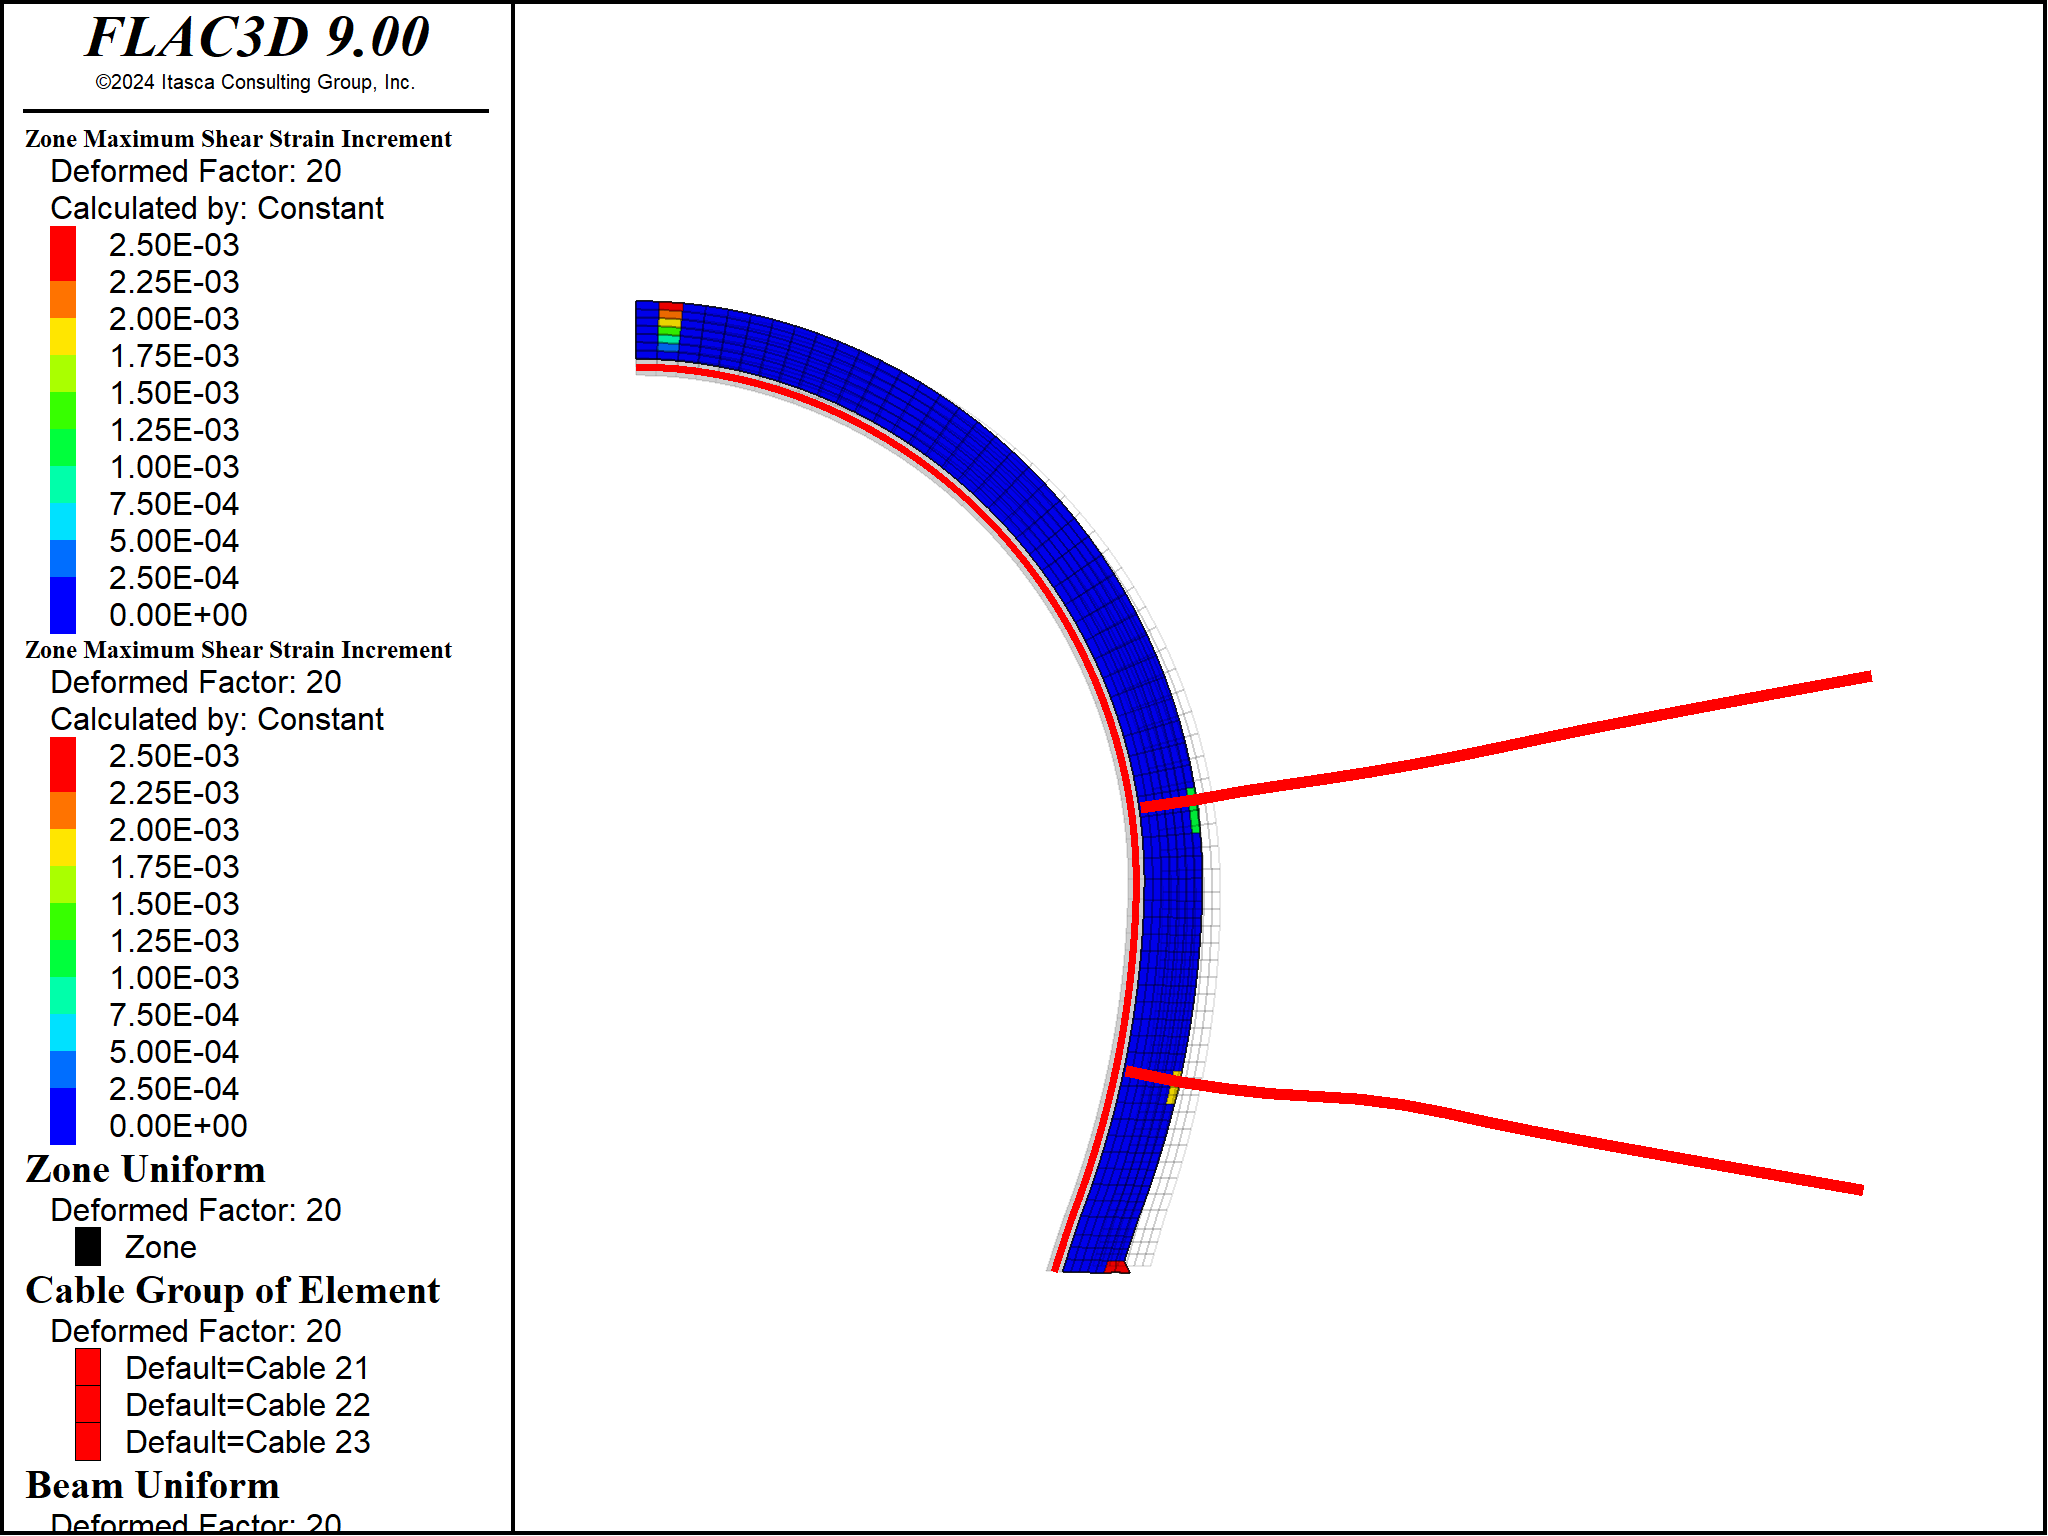 FLAC3D 9.00
©2024 Itasca Consulting Group, Inc.
Zone Maximum Shear Strain Increment
Deformed Factor: 20
Calculated by: Constant
2.50E-03
2.25E-03
2.00E-03
1.75E-03
1.50E-03
1.25E-03
1.00E-03
7.50E-04
5.00E-04
2.50E-04
0.00E+00
Zone Maximum Shear Strain Increment
Deformed Factor: 20
Calculated by: Constant
2.50E-03
2.25E-03
2.00E-03
1.75E-03
1.50E-03
1.25E-03
1.00E-03
7.50E-04
5.00E-04
2.50E-04
0.00E+00
Zone Uniform
Deformed Factor: 20
Zone
Cable Group of Element
Deformed Factor: 20
Default=Cable 21
Default=Cable 22
Default=Cable 23
Beam Uniform
Deformed Factor: 20